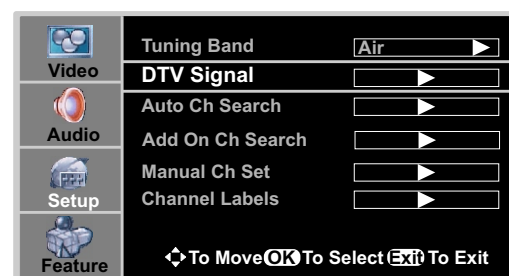 Video
Audio
Setup
Feature
Tuning Band Air
DTV Signal
Auto Ch Search
Add On Ch Search
Manual Ch Set
Channel Labels
To Move OK To Select Exit To Exit